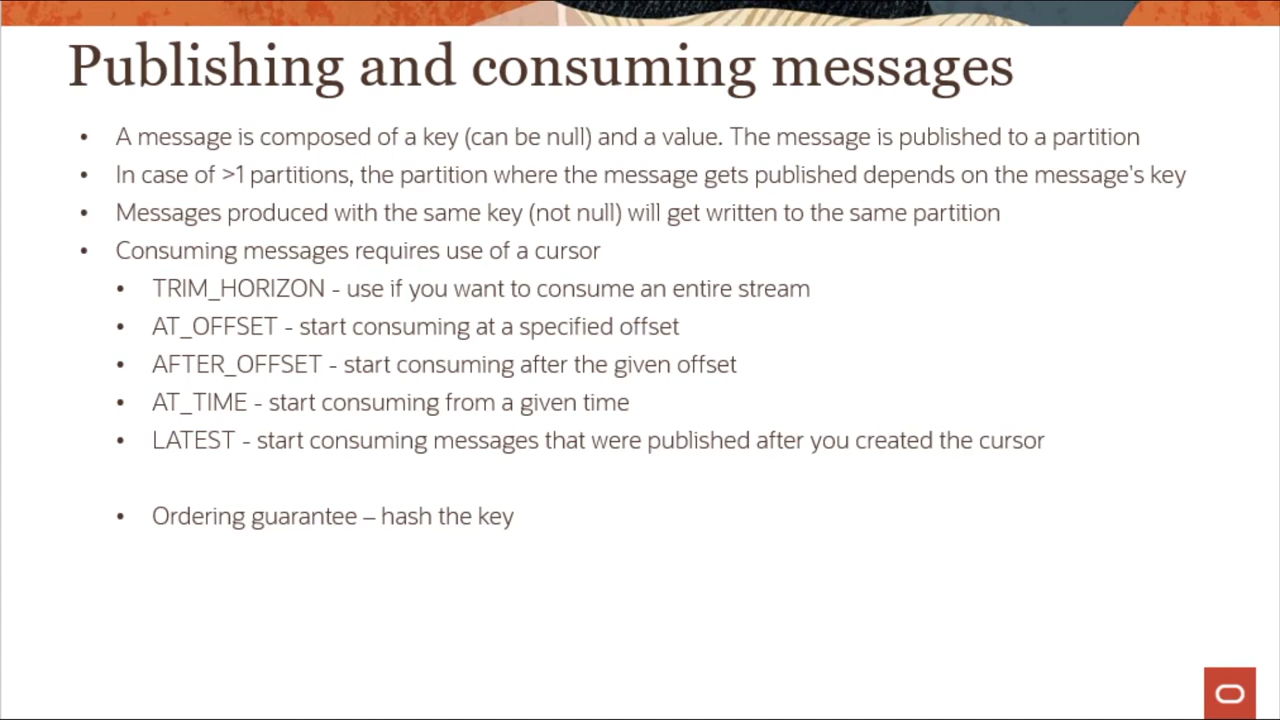 Publishing and consuming messages
• A message is composed of a key (can be null) and a value. The message is published to a partition
• In case of >1 partitions, the partition where the message gets published depends on the message's key
• Messages produced with the same key (not null) will get written to the same partition
• Consuming messages requires use of a cursor
• TRIM_HORIZON - use if you want to consume an entire stream
• AT_OFFSET - start consuming at a specified offset
• AFTER_OFFSET - start consuming after the given offset
• AT_TIME - start consuming from a given time
• LATEST - start consuming messages that were published after you created the cursor
• Ordering guarantee – hash the key